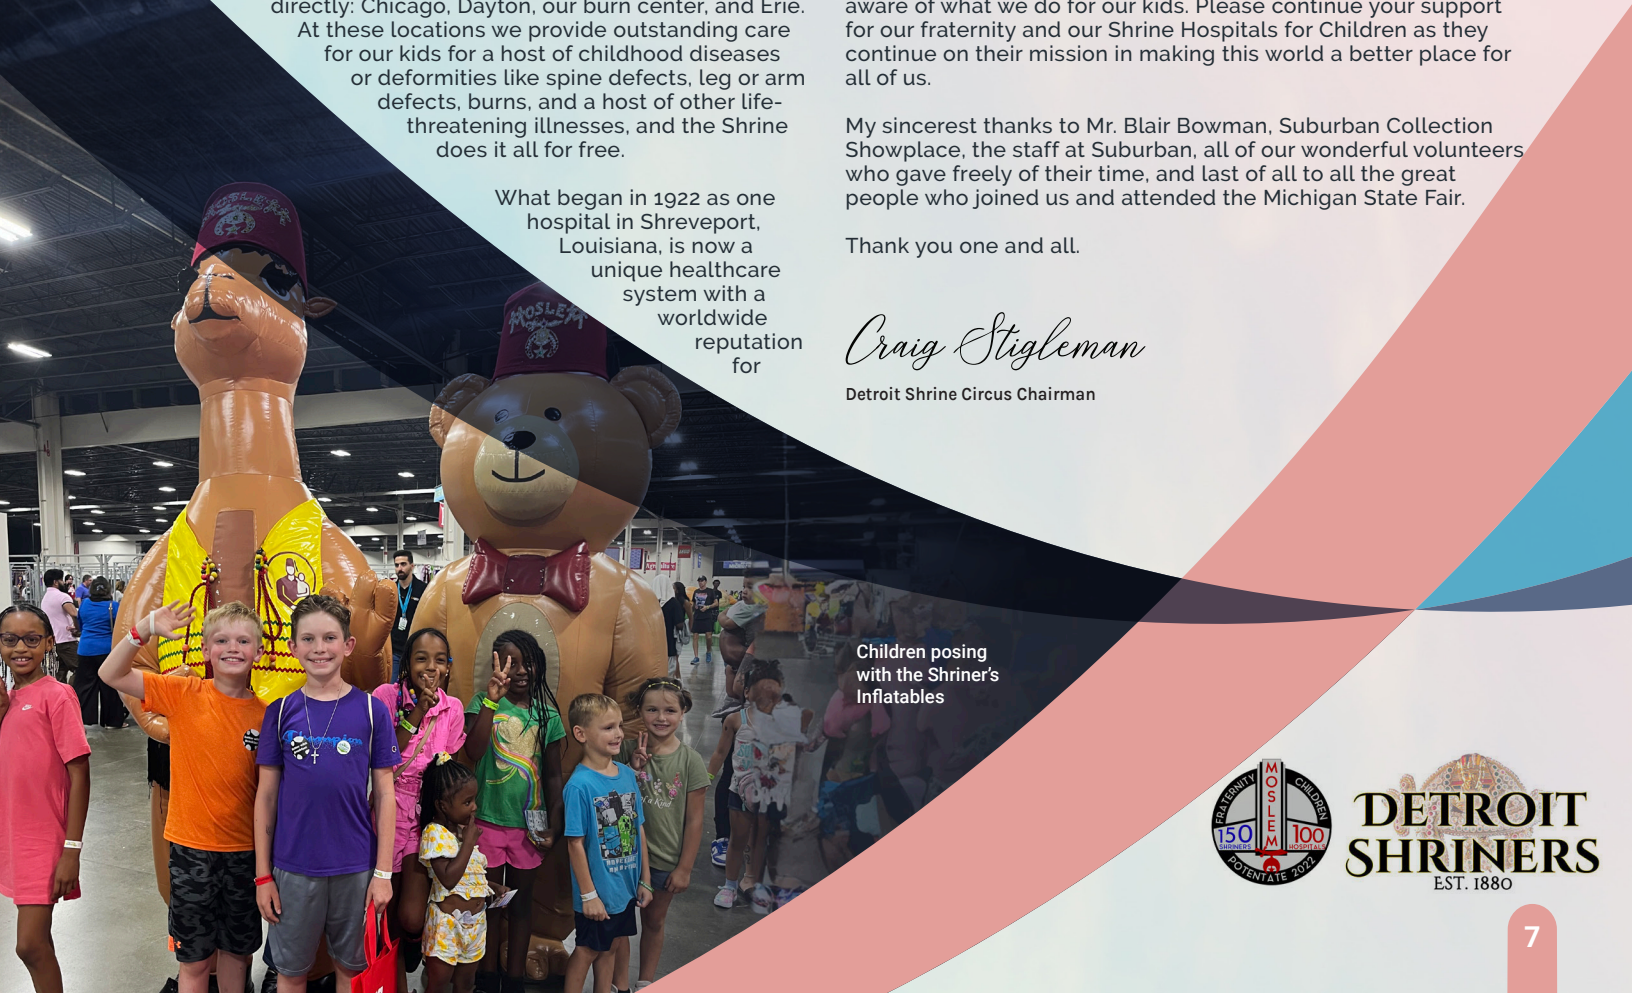 directly: Chicago, Dayton, our burn center, and Erie.
At these locations we provide outstanding care
for our kids for a host of childhood diseases
or deformities like spine defects, leg or arm
defects, burns, and a host of other life-
threatening illnesses, and the Shrine
does it all for free.
What began in 1922 as one
hospital in Shreveport,
Louisiana, is now a
unique healthcare
system with a
worldwide
reputation
for
aware of what we do for our kids. Please continue your support
for our fraternity and our Shrine Hospitals for Children as they
continue on their mission in making this world a better place for
all of us.
My sincerest thanks to Mr. Blair Bowman, Suburban Collection
Showplace, the staff at Suburban, all of our wonderful volunteers
who gave freely of their time, and last of all to all the great
people who joined us and attended the Michigan State Fair.
Thank you one and all.
Craig Stigleman
Detroit Shrine Circus Chairman
MOSLEM
MOSLEM
Champion
Children posing
with the Shriner's
Inflatables
FRATERNITY
MOSLEM
CHILDREN
150
SHRINERS
100
HOSPITALS
POTENTATE 2022
DETROIT
SHRINERS
EST. 1880
7